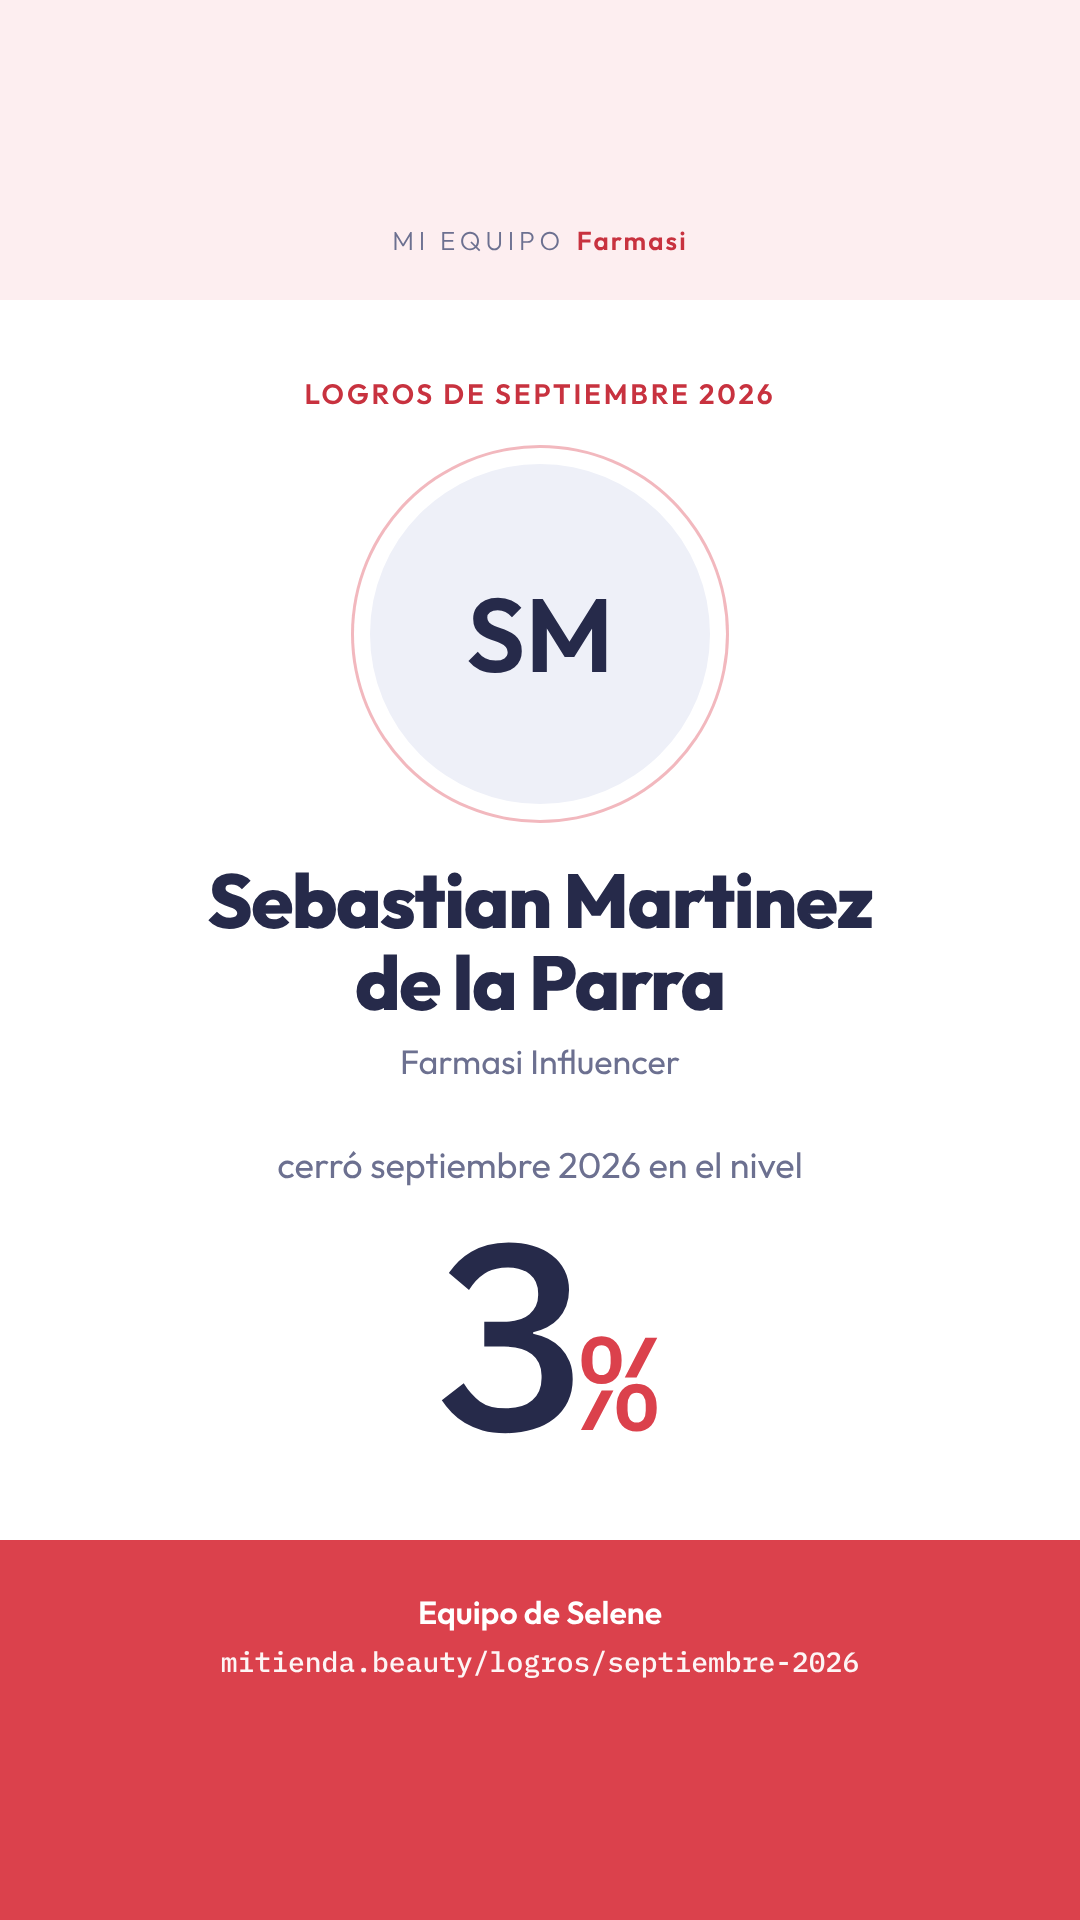 MI EQUIPO Farmasi
LOGROS DE SEPTIEMBRE 2026
SM
Sebastian Martinez
de la Parra
Farmasi Influencer
cerró septiembre 2026 en el nivel
3%
Equipo de Selene
mitienda.beauty/logros/septiembre-2026